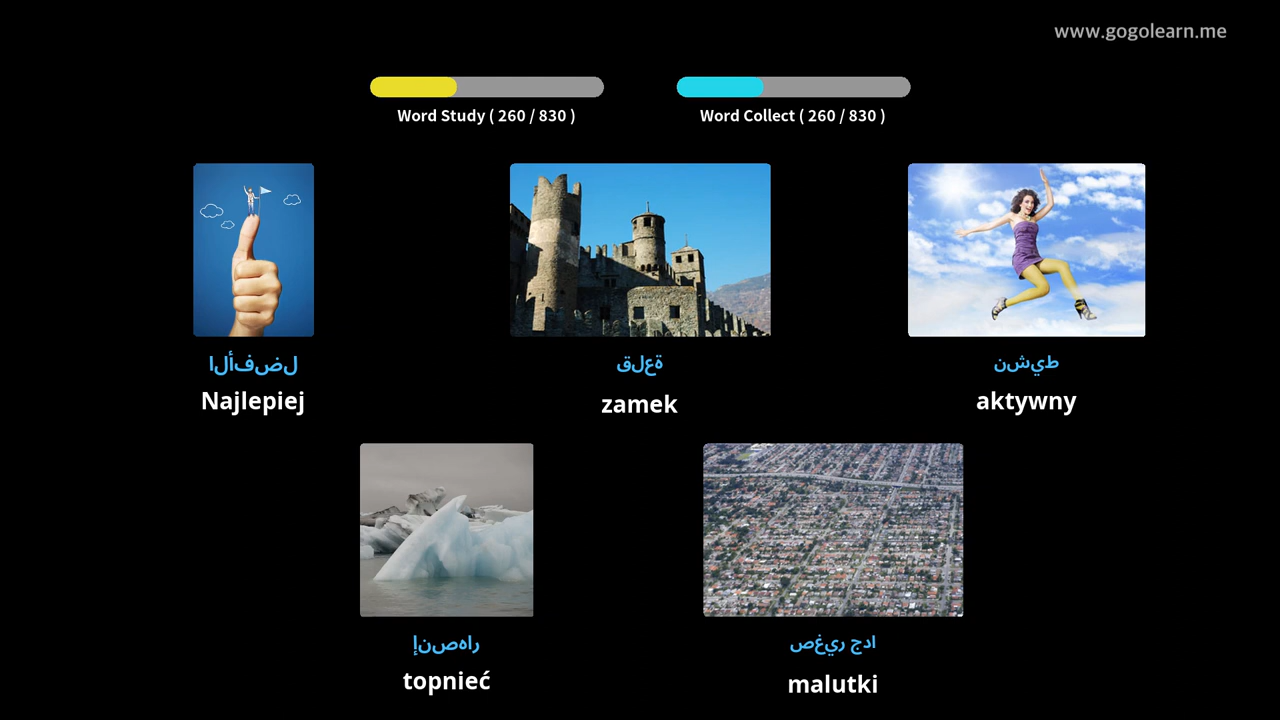 www.gogolearn.me
Word Study ( 260 / 830 )
Word Collect ( 260 / 830 )
الأفضل
Najlepiej
قلعة
zamek
نشيط
aktywny
إنصهار
topnieć
صغير جدا
malutki